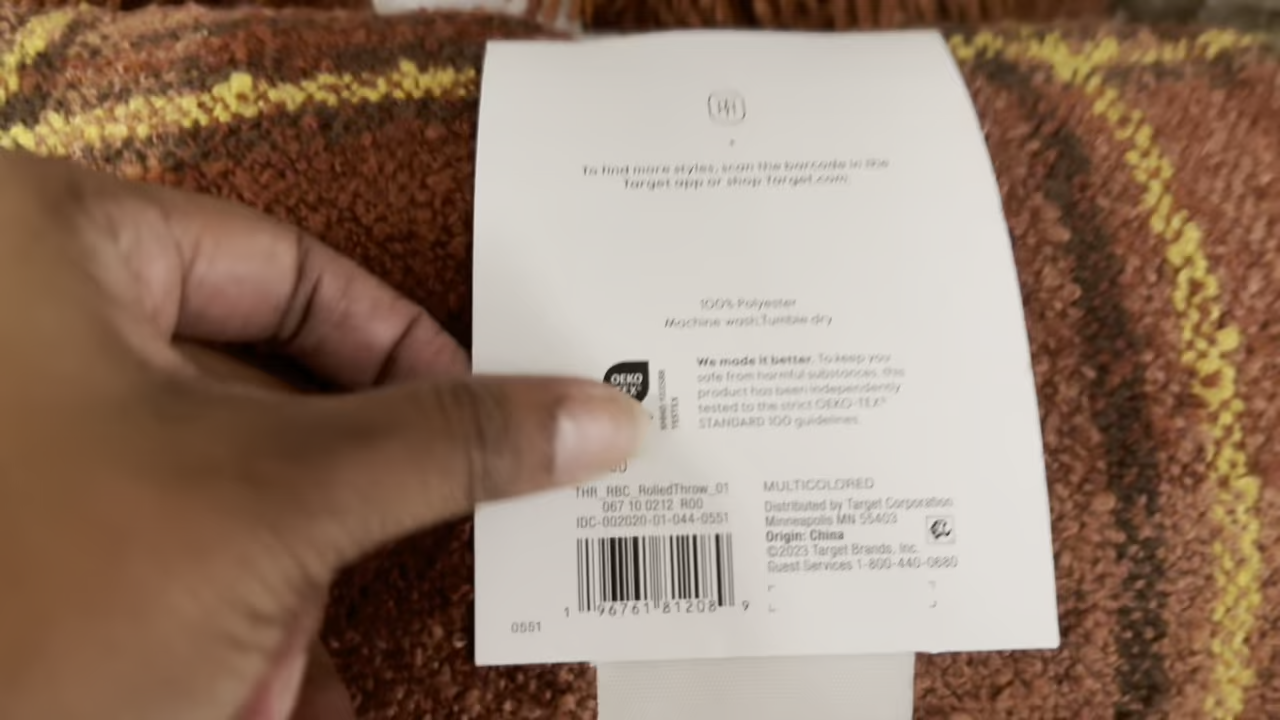 To find more styles, scan the barcode in the
Target app or shop Target.com.
100% Polyester
Machine wash;Tumble dry
OEKO
TEX®
We made it better. To keep you
safe from harmful substances, this
product has been independently
tested to the strict OEKO-TEX®
STANDARD 100 guidelines.
THR_RBC_RolledThrow_01
067 10 0212 R00
IDC-002020-01-044-0551
MULTICOLORED
Distributed by Target Corporation
Minneapolis MN 55403
Origin: China
©2023 Target Brands, Inc.
Guest Services 1-800-440-0680
1 96761 81208 9
0551